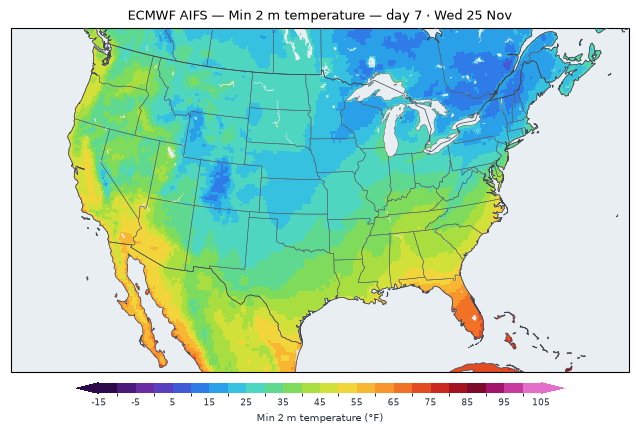 ECMWF AIFS — Min 2 m temperature — day 7 · Wed 25 Nov
-15 -5 5 15 25 35 45 55 65 75 85 95 105
Min 2 m temperature (°F)